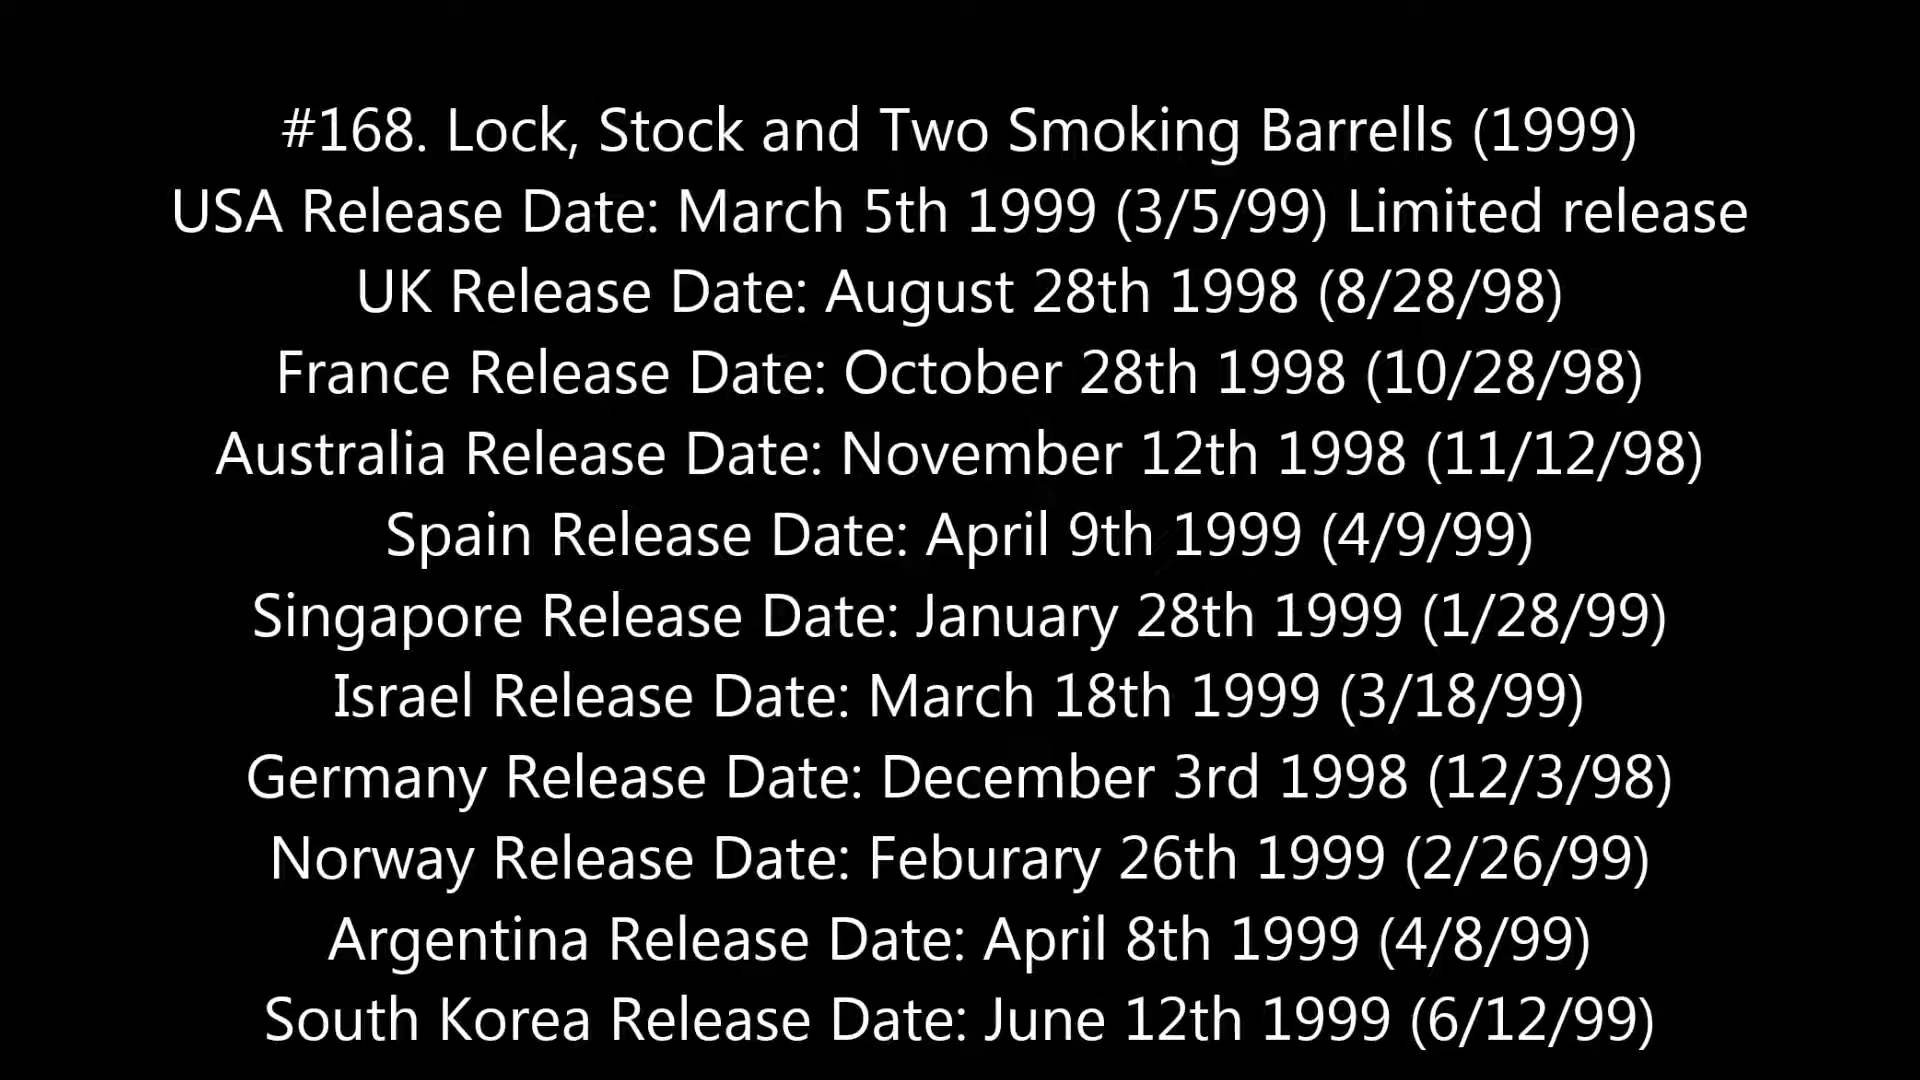 #168. Lock, Stock and Two Smoking Barrells (1999)
USA Release Date: March 5th 1999 (3/5/99) Limited release
UK Release Date: August 28th 1998 (8/28/98)
France Release Date: October 28th 1998 (10/28/98)
Australia Release Date: November 12th 1998 (11/12/98)
Spain Release Date: April 9th 1999 (4/9/99)
Singapore Release Date: January 28th 1999 (1/28/99)
Israel Release Date: March 18th 1999 (3/18/99)
Germany Release Date: December 3rd 1998 (12/3/98)
Norway Release Date: Feburary 26th 1999 (2/26/99)
Argentina Release Date: April 8th 1999 (4/8/99)
South Korea Release Date: June 12th 1999 (6/12/99)